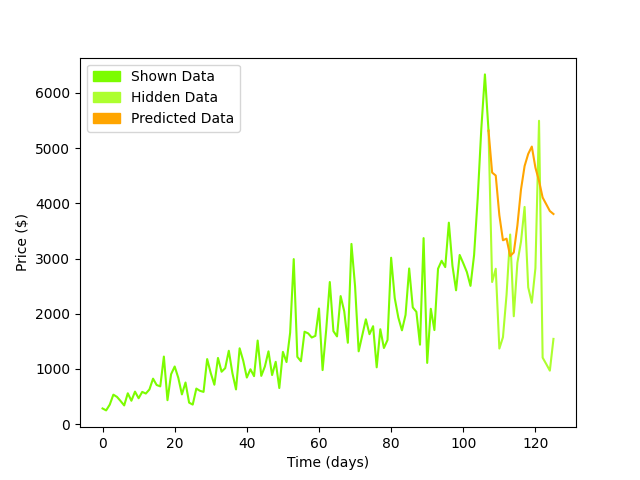 Shown Data
Hidden Data
Predicted Data
6000
5000
4000
3000
2000
1000
0
Price ($)
0 20 40 60 80 100 120
Time (days)